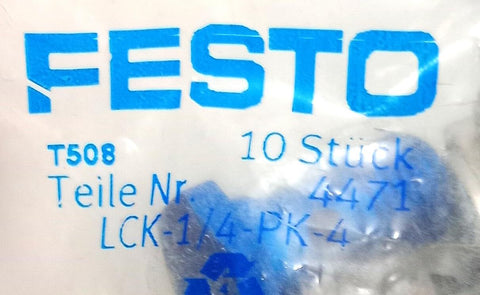 FESTO
T508 10 Stück
Teile Nr. 4471
LCK-1/4-PK-4